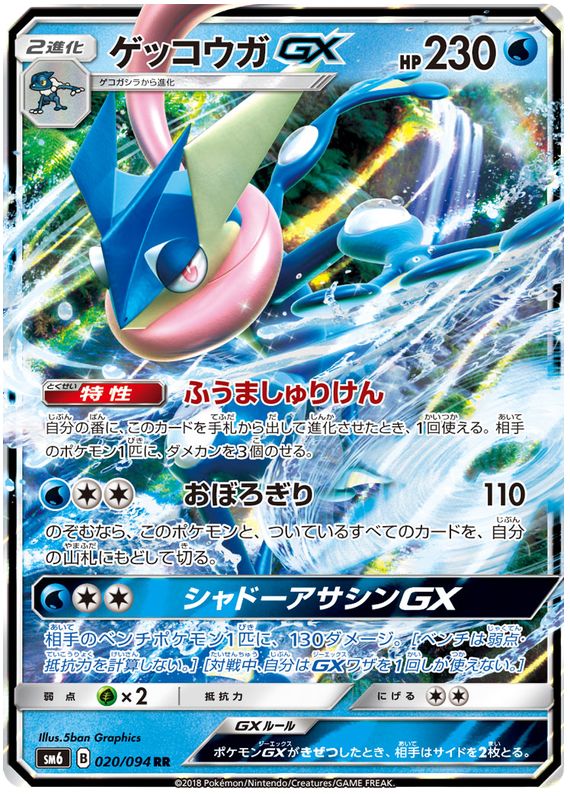 2進化 ゲッコウガGX HP230
ゲコガシラから進化
特性 ふうましゅりけん
自分の番に、このカードを手札から出して進化させたとき、1回使える。相手
のポケモン1匹に、ダメカンを3個のせる。
おぼろぎり 110
のぞむなら、このポケモンと、ついているすべてのカードを、自分
の山札にもどして切る。
シャドーアサシンGX
相手のベンチポケモン1匹に、130ダメージ。[ベンチは弱点・
抵抗力を計算しない。][対戦中、自分はGXワザを1回しか使えない。]
弱点 ×2 抵抗力 にげる
Illus.5ban Graphics
GXルール
SM6 B 020/094 RR
ポケモンGXがきぜつしたとき、相手はサイドを2枚とる。
©2018 Pokémon/Nintendo/Creatures/GAME FREAK.